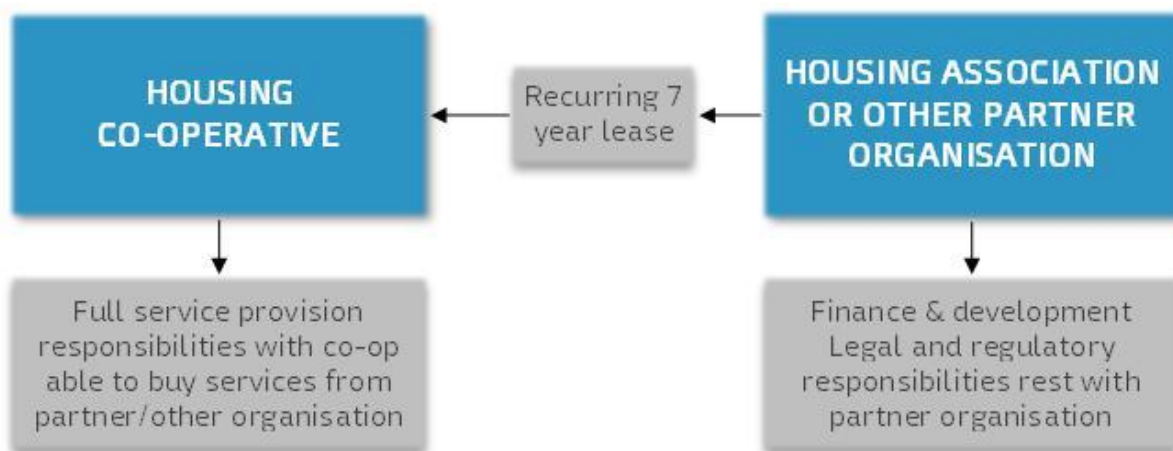 HOUSING
CO-OPERATIVE
Recurring 7
year lease
HOUSING ASSOCIATION
OR OTHER PARTNER
ORGANISATION
Full service provision
responsibilities with co-op
able to buy services from
partner/other organisation
Finance & development
Legal and regulatory
responsibilities rest with
partner organisation